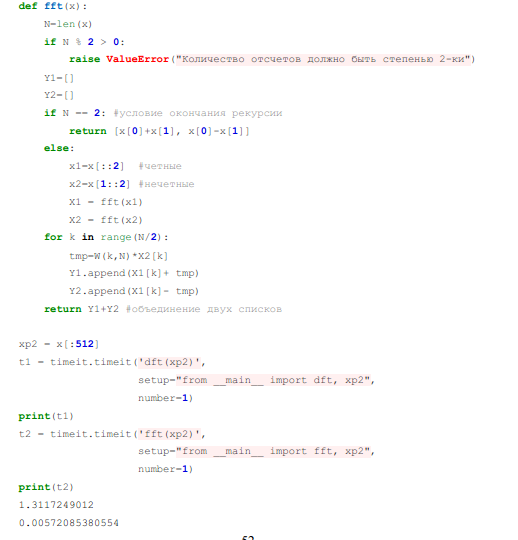 def fft(x):
    N=len(x)
    if N % 2 > 0:
        raise ValueError("Количество отсчетов должно быть степенью 2-ки")
    Y1=[]
    Y2=[]
    if N == 2: #условие окончания рекурсии
        return [x[0]+x[1], x[0]-x[1]]
    else:
        x1=x[::2]  #четные
        x2=x[1::2] #нечетные
        X1 = fft(x1)
        X2 = fft(x2)
    for k in range(N/2):
        tmp=W(k,N)*X2[k]
        Y1.append(X1[k]+ tmp)
        Y2.append(X1[k]- tmp)
    return Y1+Y2 #объединение двух списков
xp2 = x[:512]
t1 = timeit.timeit('dft(xp2)',
                   setup="from __main__ import dft, xp2",
                   number=1)
print(t1)
t2 = timeit.timeit('fft(xp2)',
                   setup="from __main__ import fft, xp2",
                   number=1)
print(t2)
1.3117249012
0.00572085380554